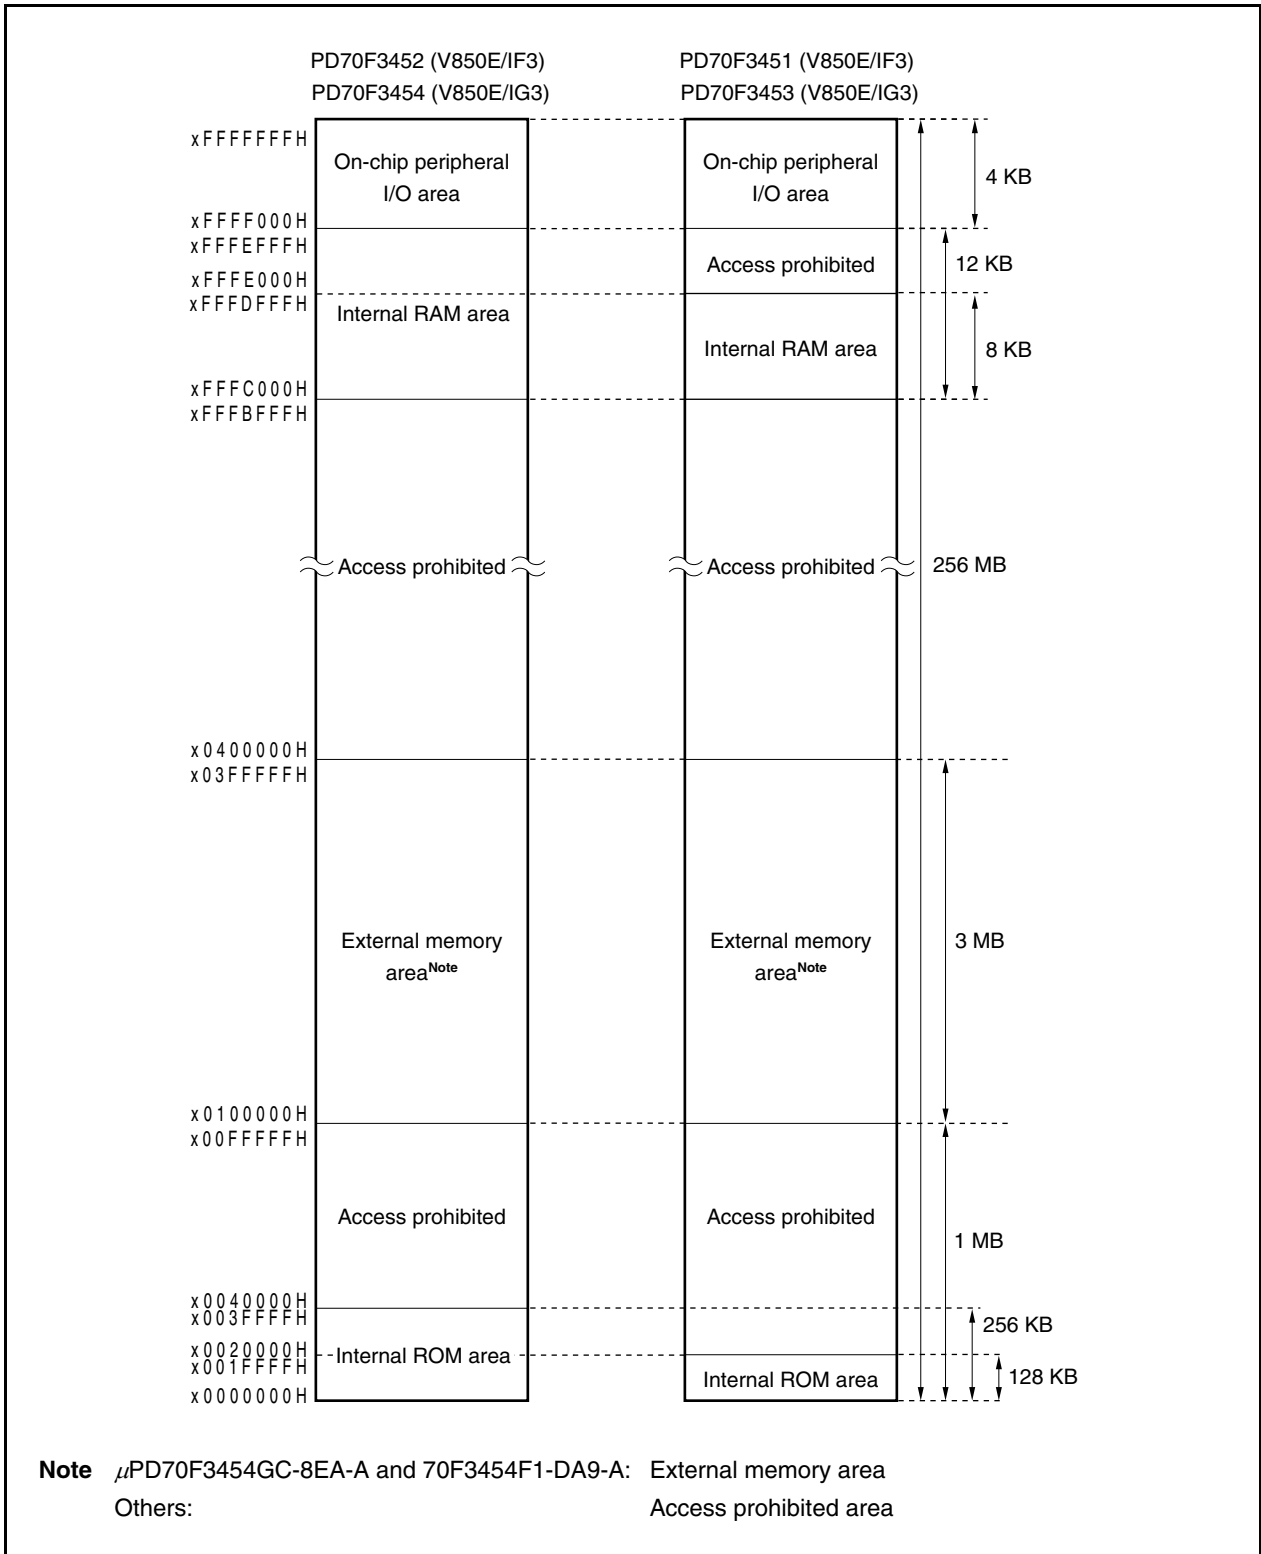 PD70F3452 (V850E/IF3)
PD70F3454 (V850E/IG3)
PD70F3451 (V850E/IF3)
PD70F3453 (V850E/IG3)
xFFFFFFFH
On-chip peripheral
I/O area
On-chip peripheral
I/O area
4 KB
xFFFF000H
xFFFEFFFH
Access prohibited
12 KB
xFFFE000H
xFFFDFFFH
Internal RAM area
Internal RAM area
8 KB
xFFFC000H
xFFFBFFFH
Access prohibited
Access prohibited
256 MB
x0400000H
x03FFFFFH
External memory
areaNote
External memory
areaNote
3 MB
x0100000H
x00FFFFFH
Access prohibited
Access prohibited
1 MB
x0040000H
x003FFFFH
256 KB
x0020000H
x001FFFFH
Internal ROM area
Internal ROM area
128 KB
x0000000H
Note μPD70F3454GC-8EA-A and 70F3454F1-DA9-A: External memory area
Others: Access prohibited area